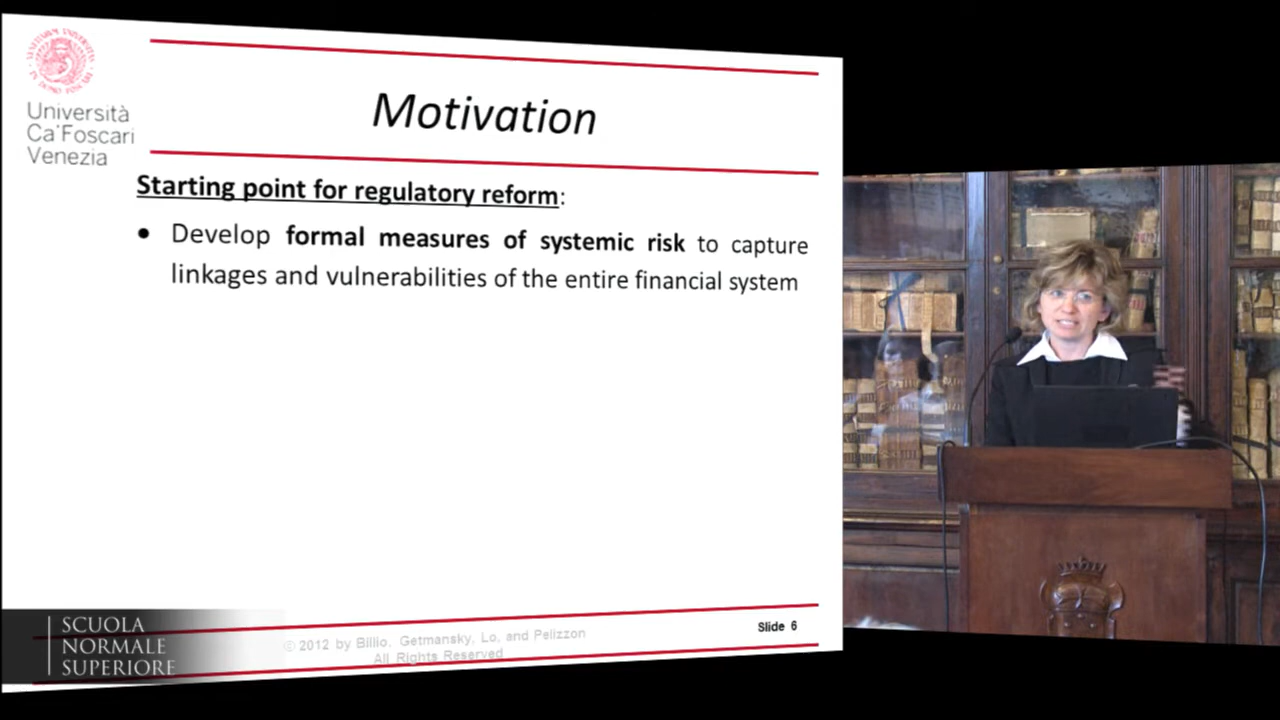 Università
Ca'Foscari
Venezia
Motivation
Starting point for regulatory reform:
• Develop formal measures of systemic risk to capture
linkages and vulnerabilities of the entire financial system
Slide 6
© 2012 by Billio, Getmansky, Lo, and Pelizzon
All Rights Reserved
SCUOLA
NORMALE
SUPERIORE